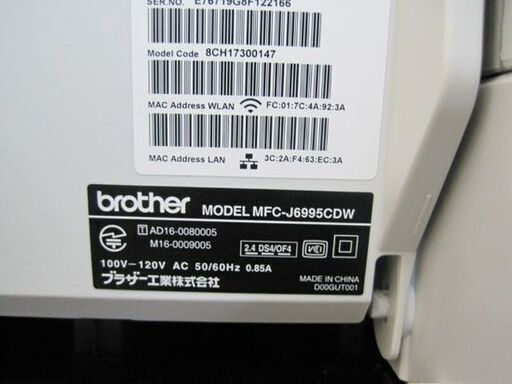 SER.NO. E76719G8F122166
Model Code 8CH17300147
MAC Address WLAN FC:01:7C:4A:92:3A
MAC Address LAN 3C:2A:F4:63:EC:3A
brother MODEL MFC-J6995CDW
T AD16-0080005
M16-0009005
2.4 DS4/OF4 VCCI
100V-120V AC 50/60Hz 0.85A
MADE IN CHINA
ブラザー工業株式会社 D00GUT001